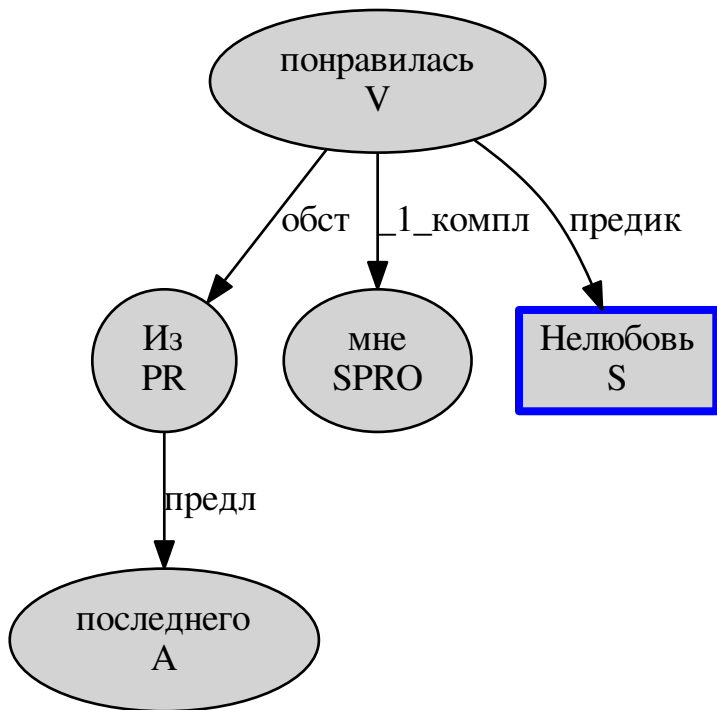 понравилась
V
обст
_1_компл
предик
Из
PR
мне
SPRO
Нелюбовь
S
предл
последнего
A